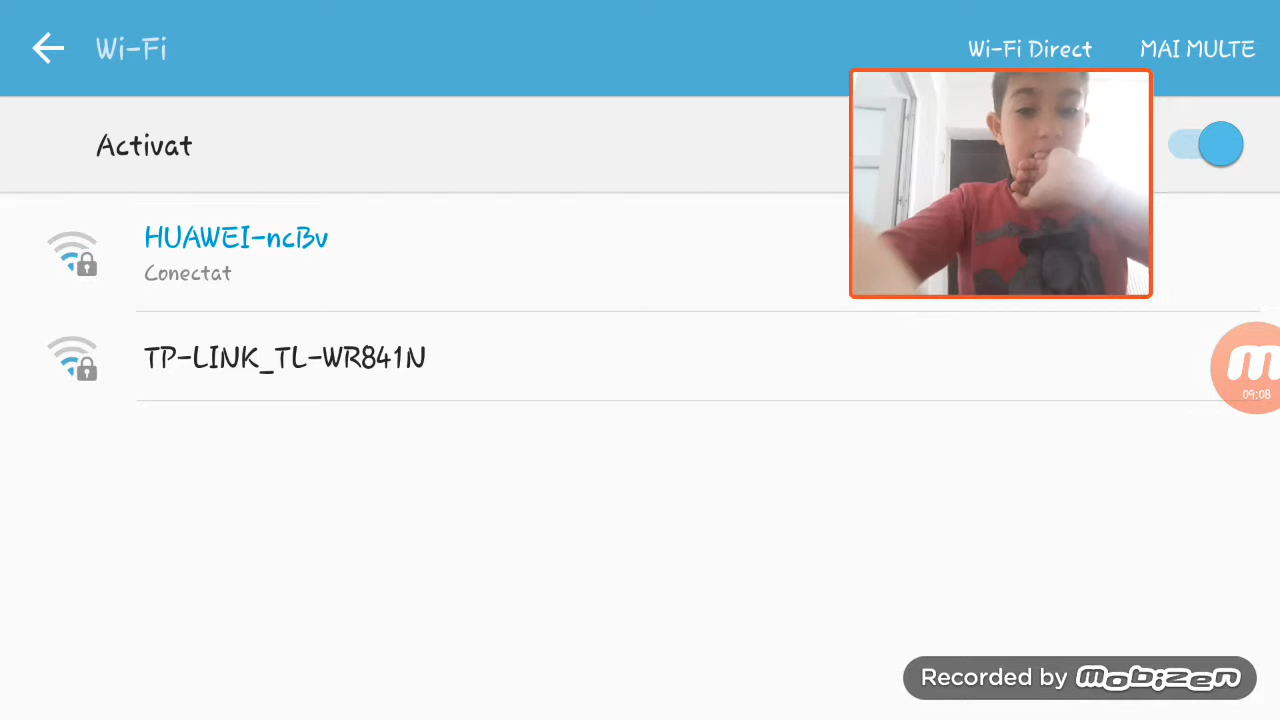 Wi-Fi
Wi-Fi Direct
MAI MULTE
Activat
HUAWEI-ncBv
Conectat
TP-LINK_TL-WR841N
09:08
Recorded by mobizen